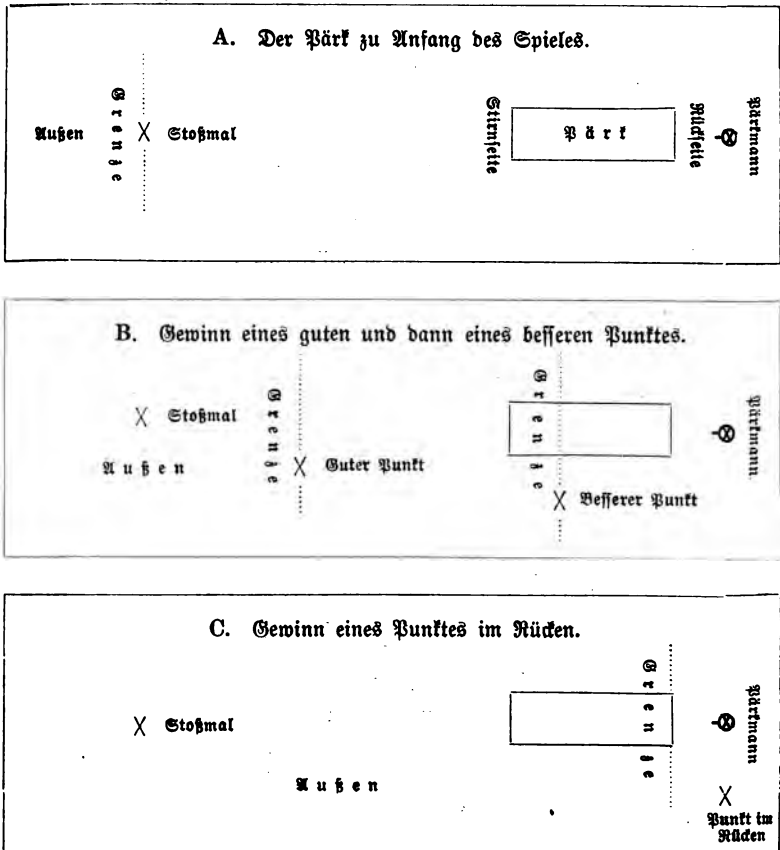 A. Der Pärk zu Anfang des Spieles.
Außen
Grenze
X Stoßmal
Stirnseite
Pärk
Rückseite
Pärkmann
B. Gewinn eines guten und dann eines besseren Punktes.
X Stoßmal
Außen
Grenze
X Guter Punkt
Grenze
X Besserer Punkt
Pärkmann
C. Gewinn eines Punktes im Rücken.
X Stoßmal
Außen
Grenze
Pärkmann
X
Punkt im
Rücken